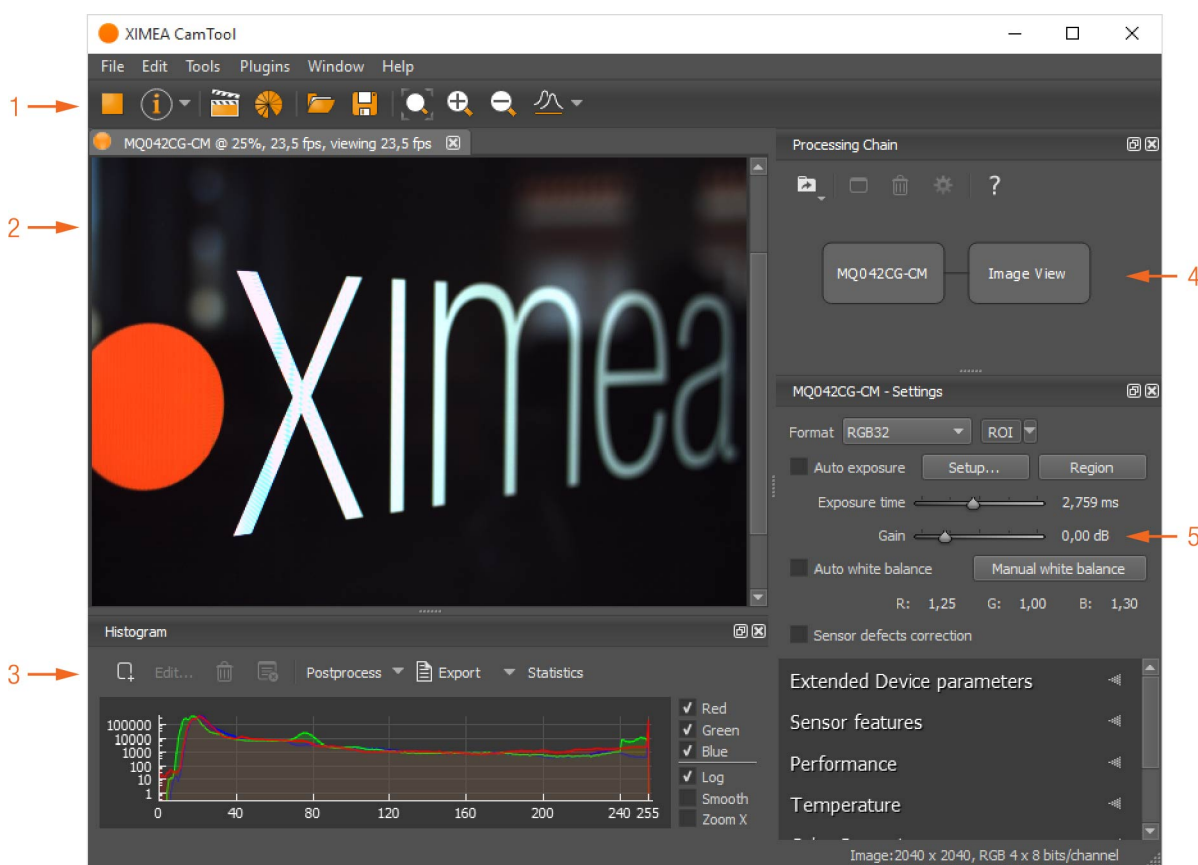 XIMEA CamTool
File Edit Tools Plugins Window Help
1
MQ042CG-CM @ 25%, 23,5 fps, viewing 23,5 fps
2
ximea
Processing Chain
?
MQ042CG-CM
Image View
4
MQ042CG-CM - Settings
Format RGB32 ROI
Auto exposure Setup... Region
Exposure time 2,759 ms
Gain 0,00 dB
5
Auto white balance Manual white balance
R: 1,25 G: 1,00 B: 1,30
Sensor defects correction
Extended Device parameters
Sensor features
Performance
Temperature
Histogram
3
Edit... Postprocess Export Statistics
100000
10000
1000
100
10
1
0 40 80 120 160 200 240 255
Red
Green
Blue
Log
Smooth
Zoom X
Image:2040 x 2040, RGB 4 x 8 bits/channel